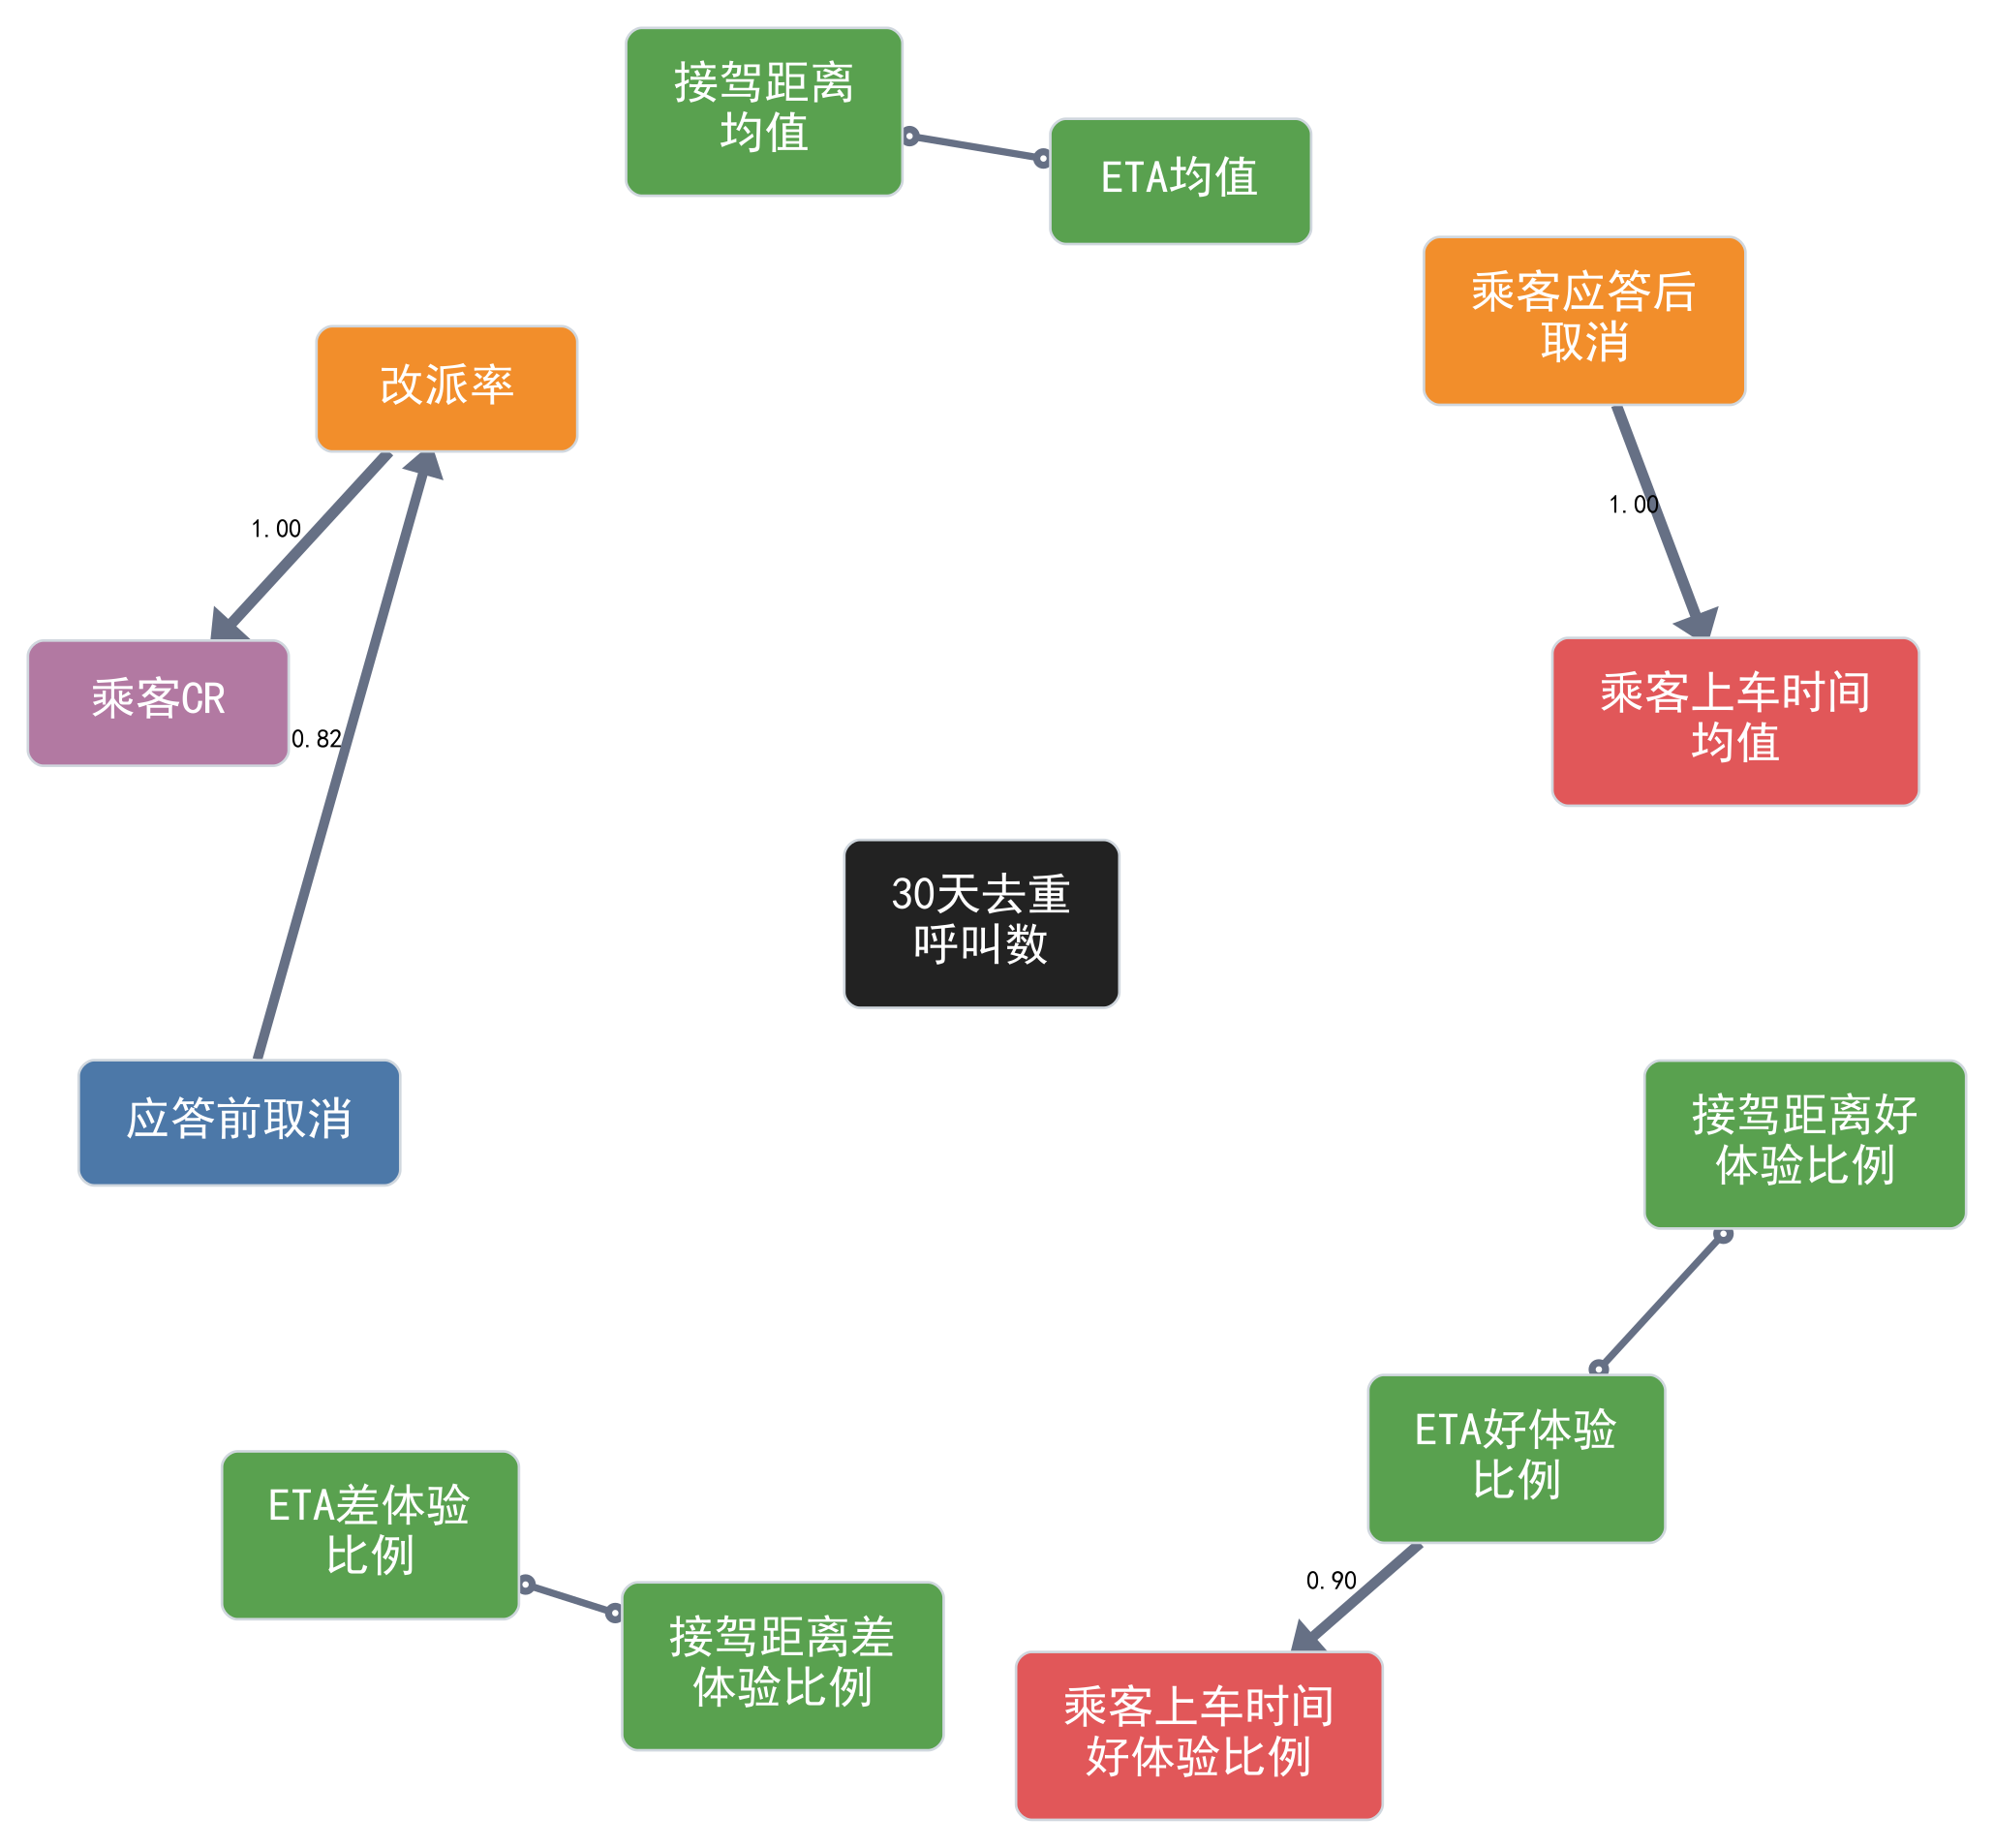 接驾距离
均值
ETA均值
乘客应答后
取消
改派率
1.00
1.00
乘客CR
乘客上车时间
均值
0.82
30天去重
呼叫数
应答前取消
接驾距离好
体验比例
ETA好体验
比例
ETA差体验
比例
0.90
接驾距离差
体验比例
乘客上车时间
好体验比例